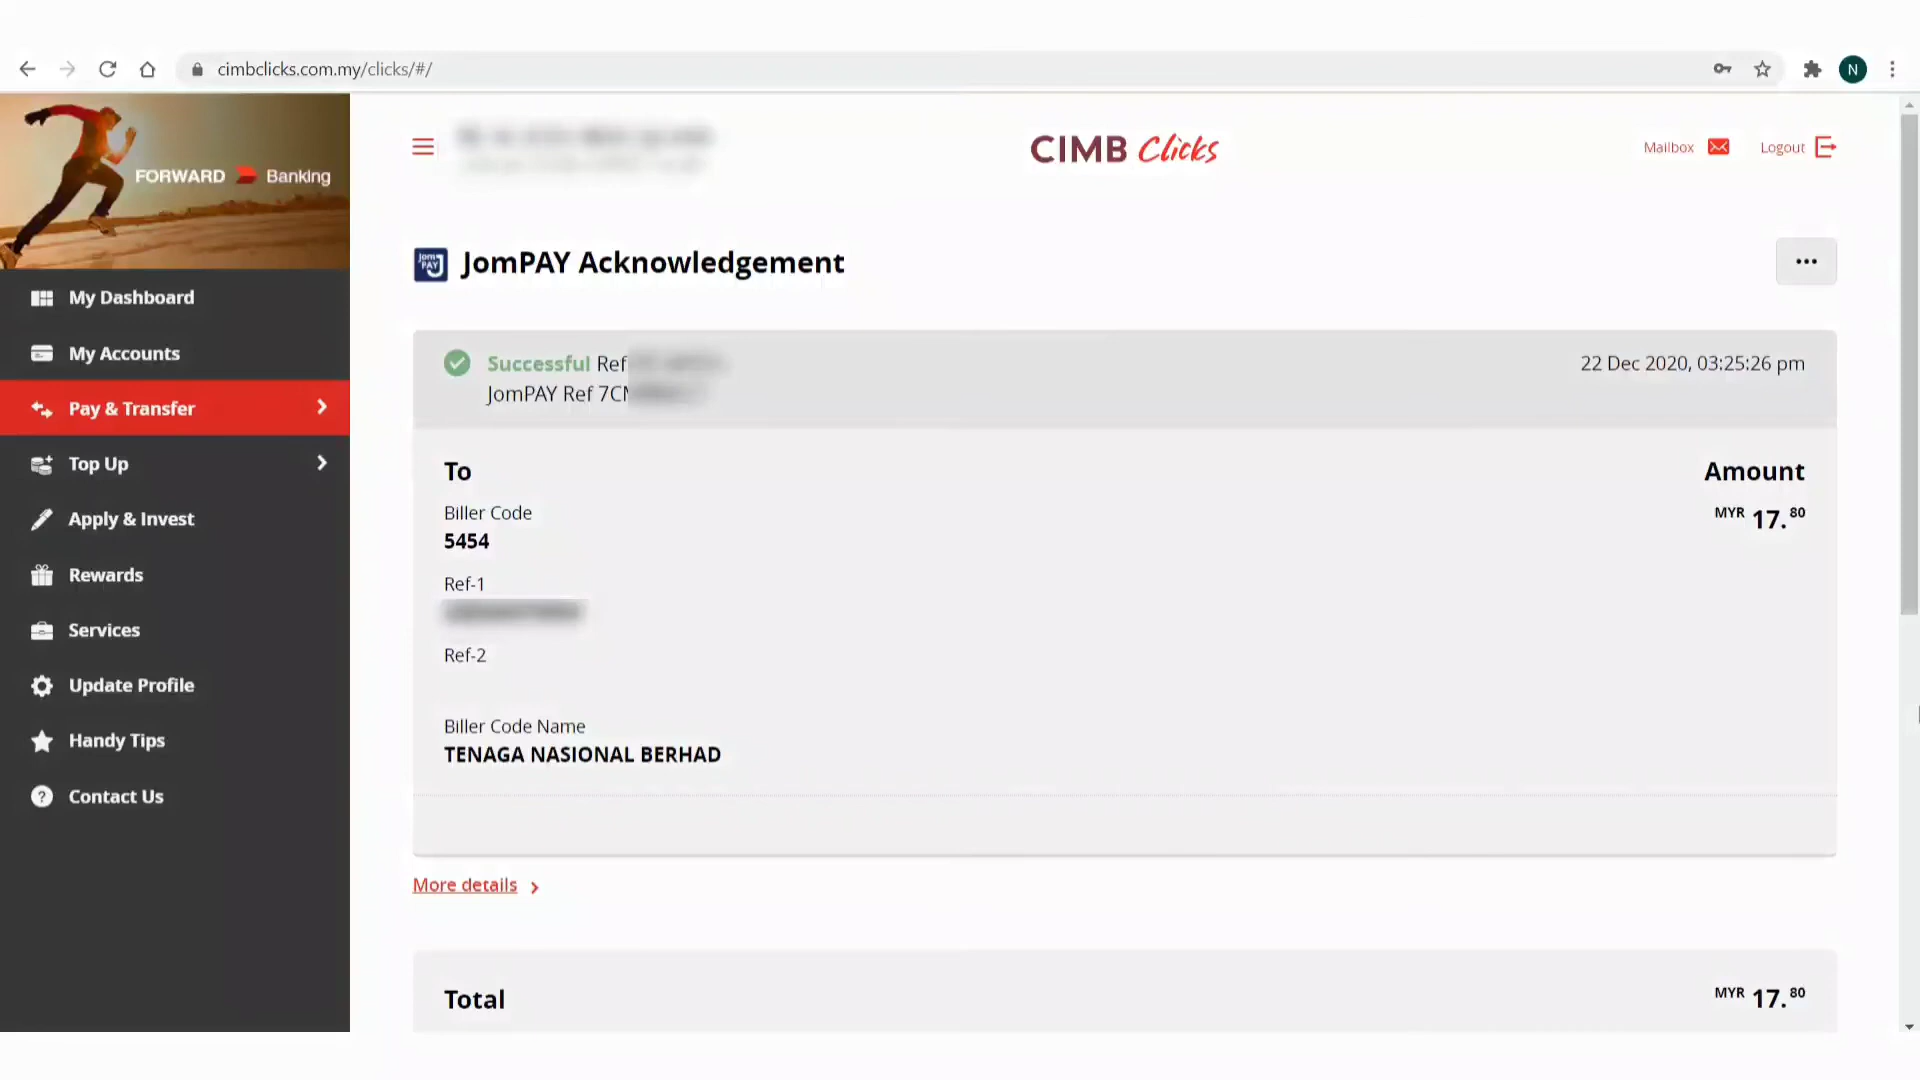 cimbclicks.com.my/clicks/#/
N
FORWARD Banking
CIMB Clicks
Mailbox
Logout
My Dashboard
My Accounts
Pay & Transfer
Top Up
Apply & Invest
Rewards
Services
Update Profile
Handy Tips
Contact Us
Jom PAY J
JomPAY Acknowledgement
Successful Ref
22 Dec 2020, 03:25:26 pm
JomPAY Ref
To
Amount
Biller Code
MYR 17.80
5454
Ref-1
Ref-2
Biller Code Name
TENAGA NASIONAL BERHAD
More details
Total
MYR 17.80